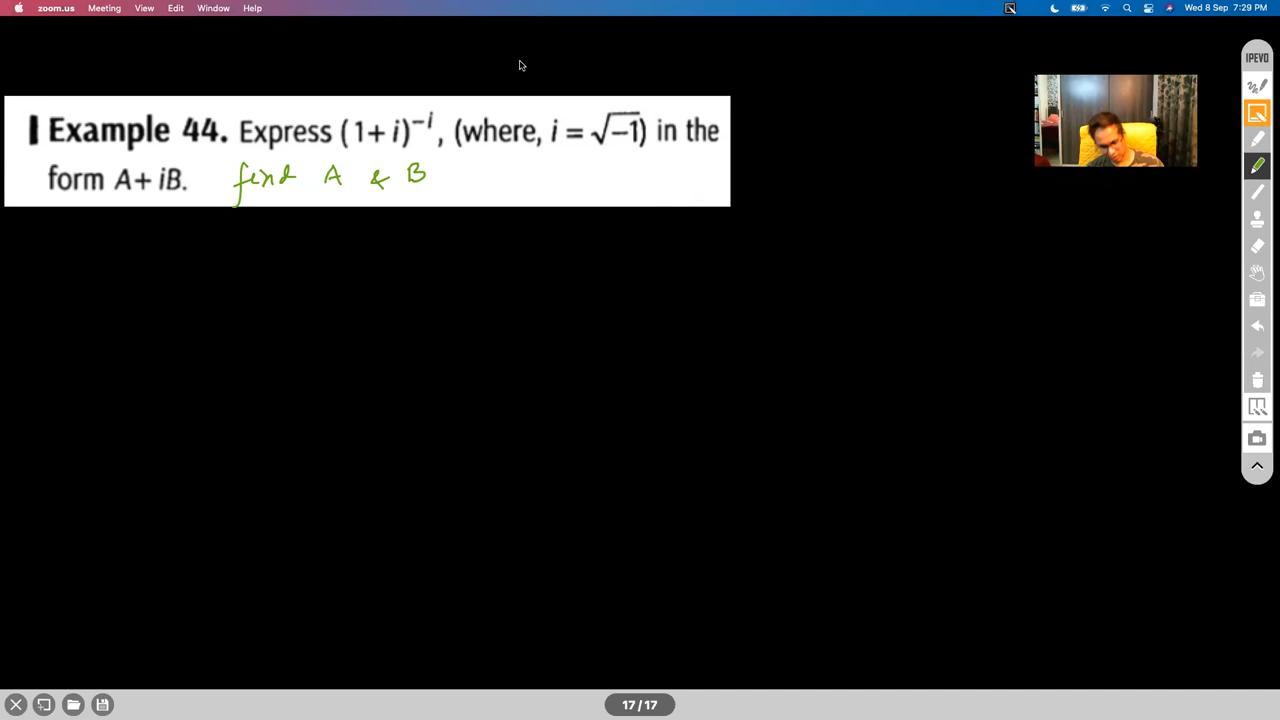 zoom.us Meeting View Edit Window Help Wed 8 Sep 7:29 PM
IPEVO
Example 44. Express (1+ i)⁻ⁱ, (where, i = √−1) in the
form A+ iB. find A & B
17/17